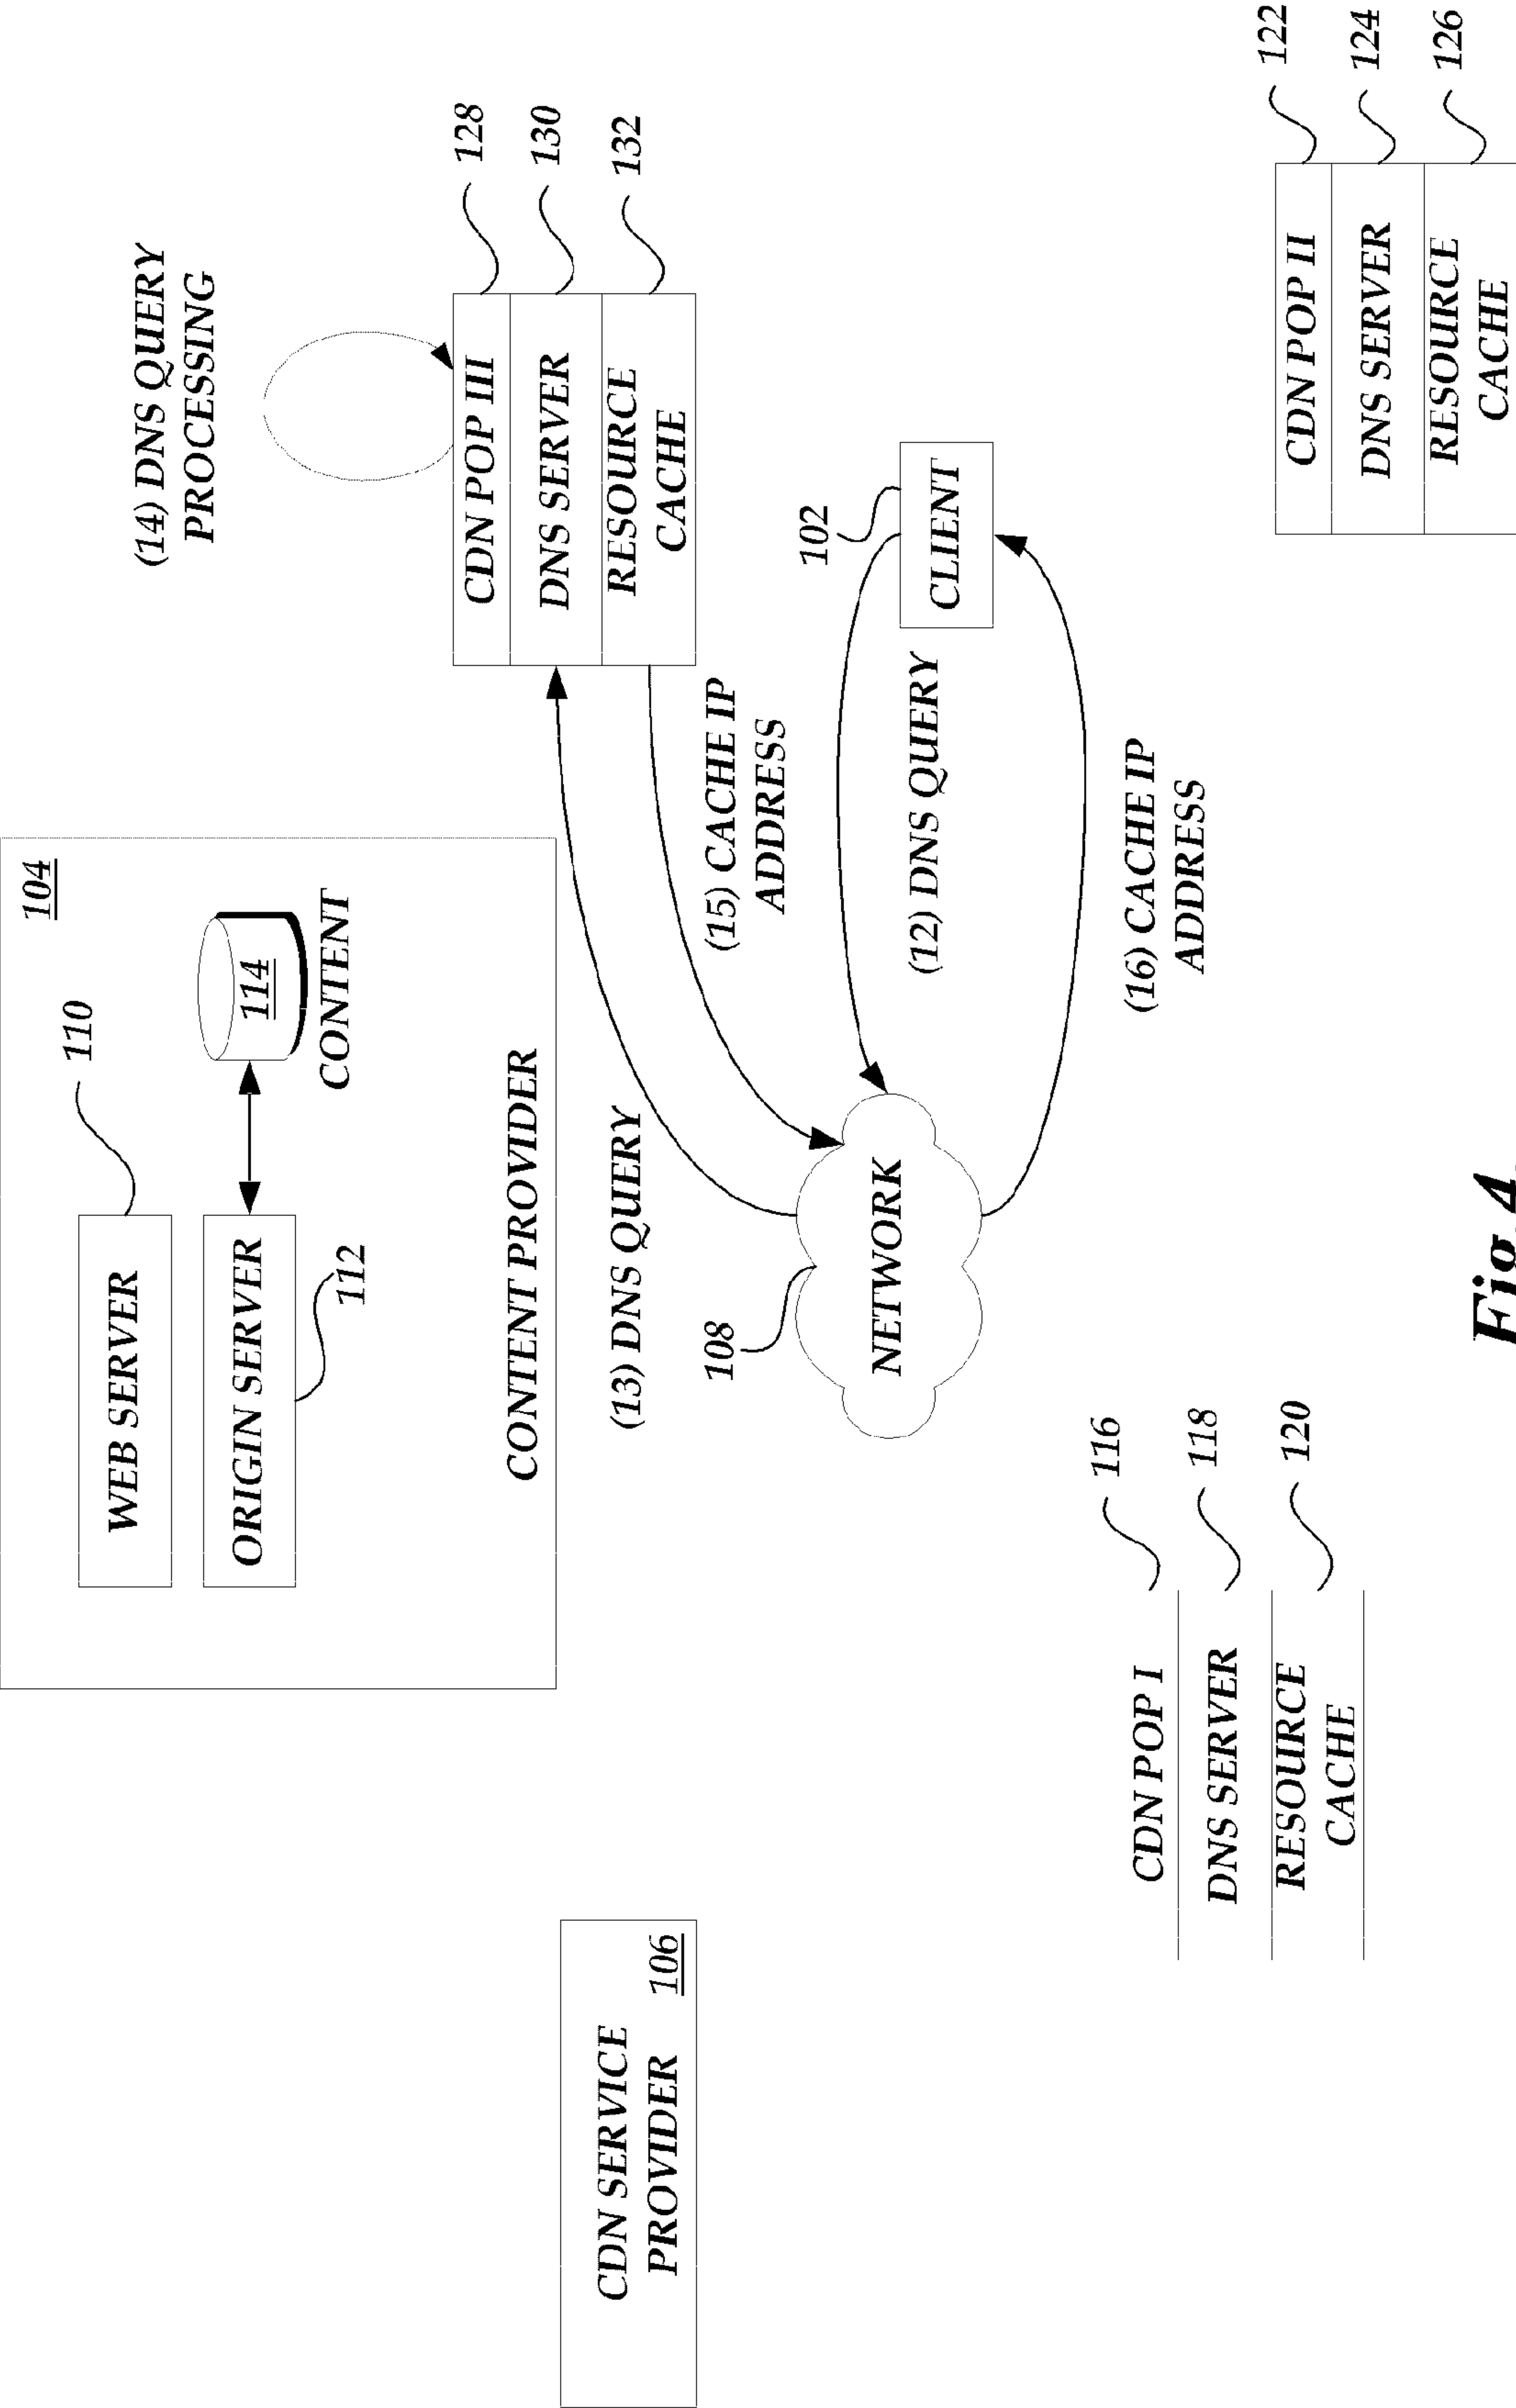 104
WEB SERVER
110
ORIGIN SERVER
112
114
CONTENT
CONTENT PROVIDER
(14) DNS QUERY
PROCESSING
CDN POP III
128
DNS SERVER
130
RESOURCE
CACHE
132
CDN SERVICE
PROVIDER
106
(13) DNS QUERY
(15) CACHE IP
ADDRESS
108
NETWORK
102
CLIENT
(12) DNS QUERY
(16) CACHE IP
ADDRESS
CDN POP I
116
DNS SERVER
118
RESOURCE
CACHE
120
CDN POP II
122
DNS SERVER
124
RESOURCE
CACHE
126
Fig.4.